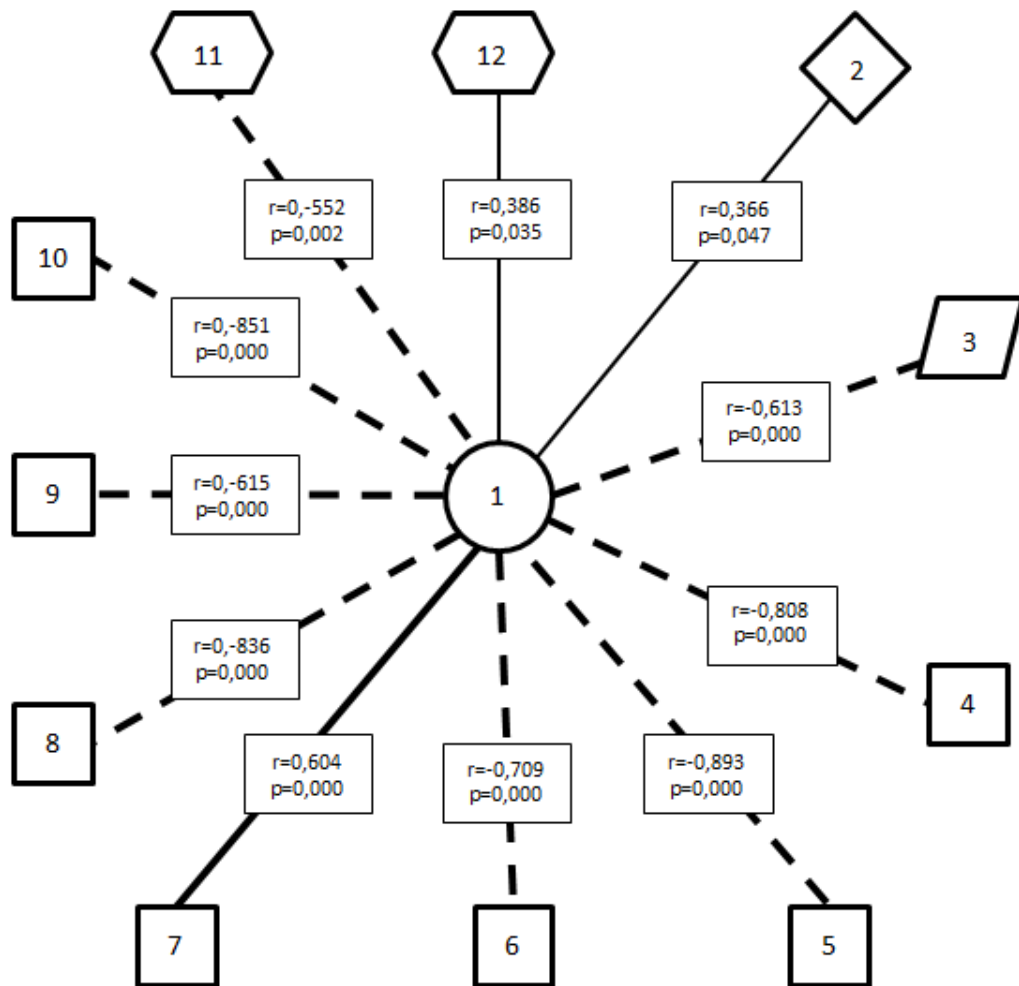 11
12
2
r=0,-552
p=0,002
r=0,386
p=0,035
r=0,366
p=0,047
10
r=0,-851
p=0,000
3
r=-0,613
p=0,000
9
r=0,-615
p=0,000
1
r=-0,808
p=0,000
r=0,-836
p=0,000
4
8
r=0,604
p=0,000
r=-0,709
p=0,000
r=-0,893
p=0,000
7
6
5